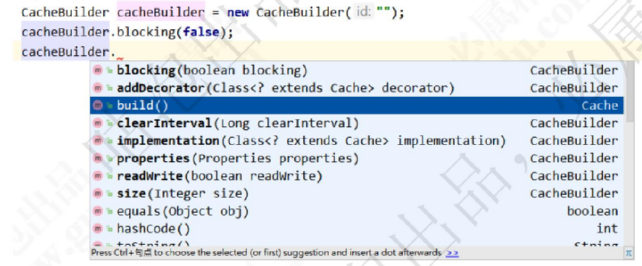 CacheBuilder cacheBuilder = new CacheBuilder( id: "");
cacheBuilder.blocking(false);
cacheBuilder.
blocking(boolean blocking) CacheBuilder
addDecorator(Class<? extends Cache> decorator) CacheBuilder
build() Cache
clearInterval(Long clearInterval) CacheBuilder
implementation(Class<? extends Cache> implementation) CacheBuilder
properties(Properties properties) CacheBuilder
readWrite(boolean readWrite) CacheBuilder
size(Integer size) CacheBuilder
equals(Object obj) boolean
hashCode() int
toString() String
Press Ctrl+句点 to choose the selected (or first) suggestion and insert a dot afterwards >>